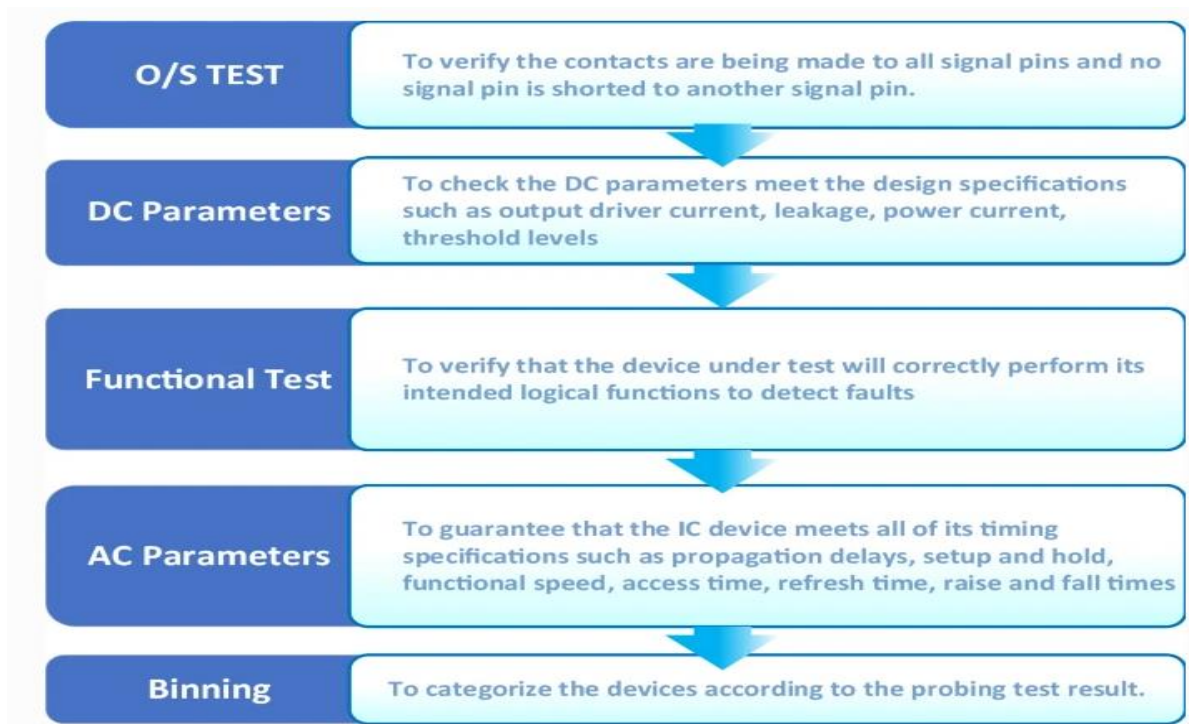 O/S TEST
To verify the contacts are being made to all signal pins and no
signal pin is shorted to another signal pin.
DC Parameters
To check the DC parameters meet the design specifications
such as output driver current, leakage, power current,
threshold levels
Functional Test
To verify that the device under test will correctly perform its
intended logical functions to detect faults
AC Parameters
To guarantee that the IC device meets all of its timing
specifications such as propagation delays, setup and hold,
functional speed, access time, refresh time, raise and fall times
Binning
To categorize the devices according to the probing test result.